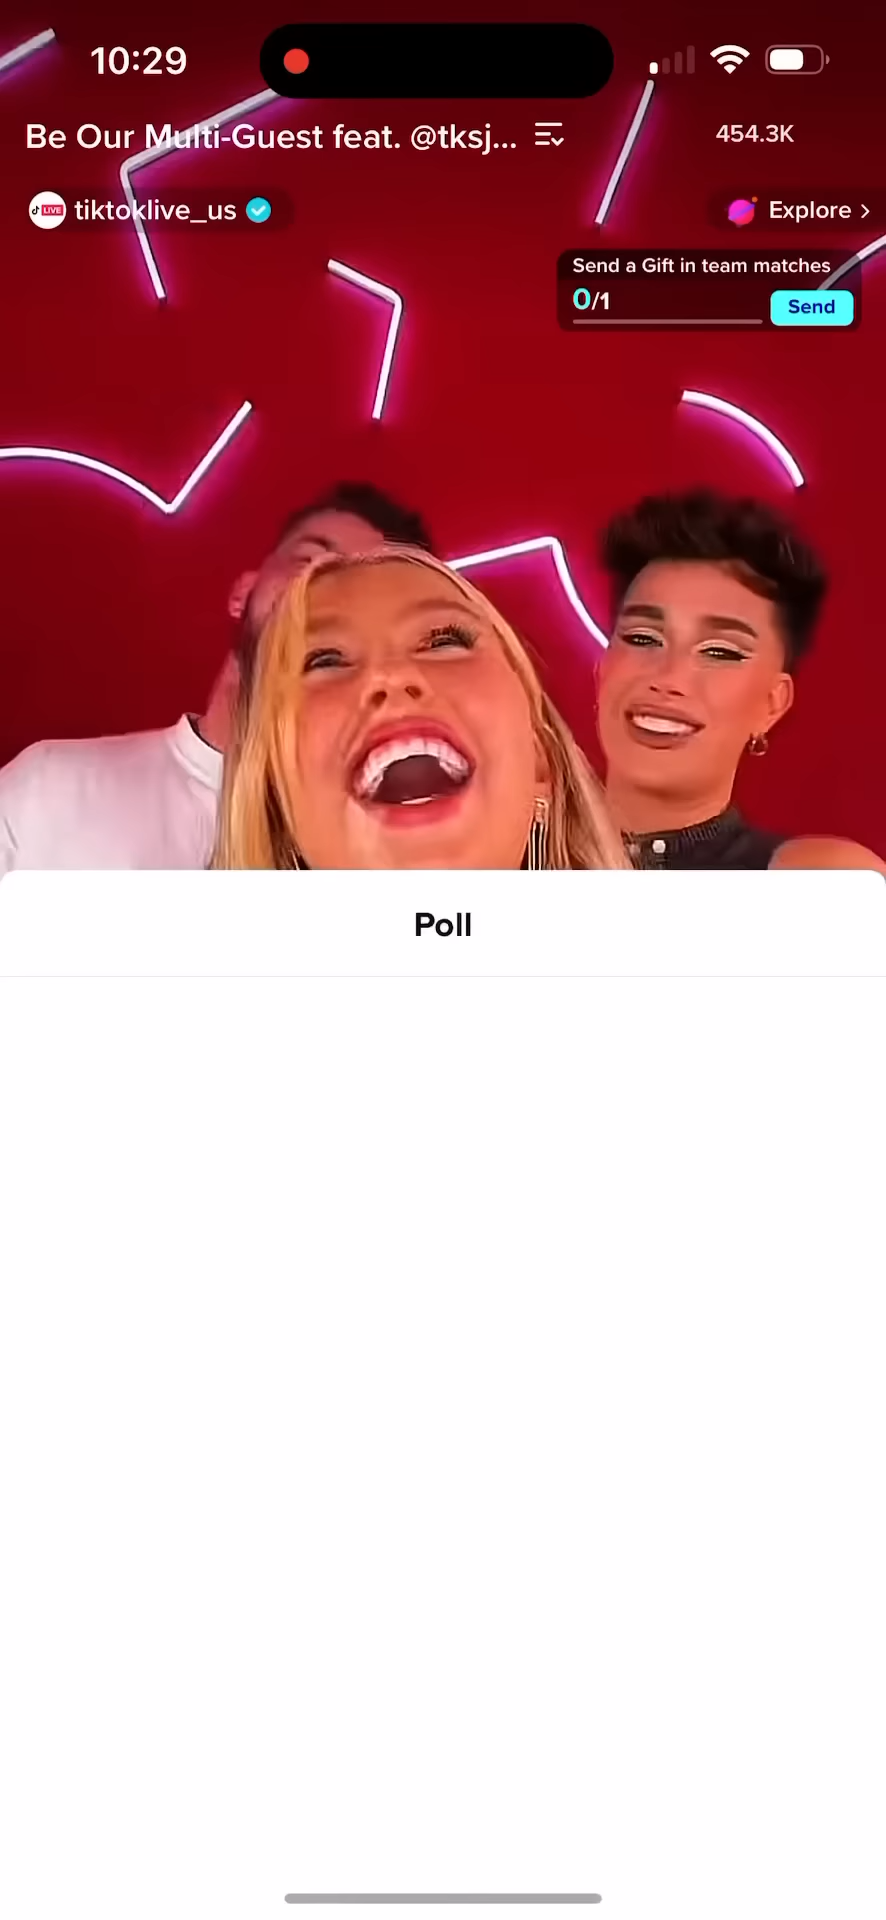 10:29
Be Our Multi-Guest feat. @tksj...
454.3K
LIVE
tiktoklive_us
Explore >
Send a Gift in team matches
0/1
Send
Poll